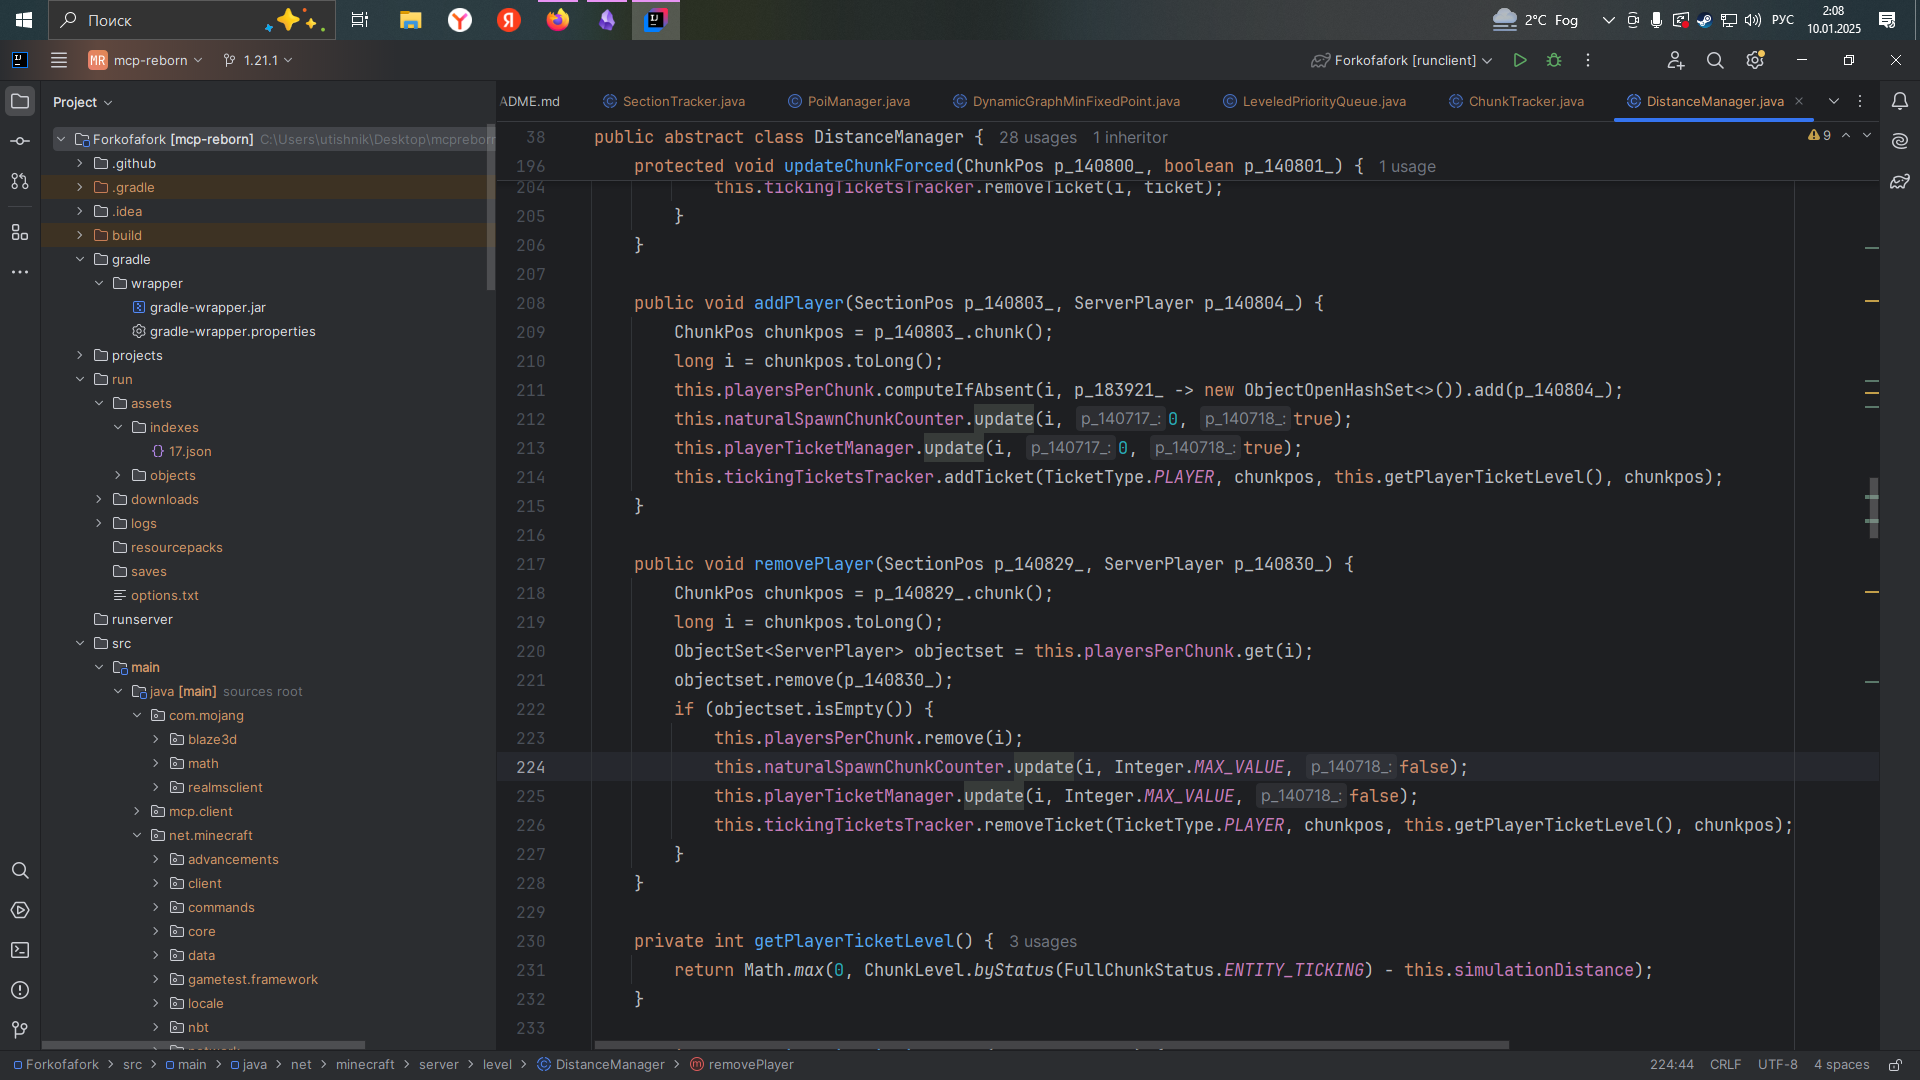 Поиск
2°C Fog
РУС
2:08
10.01.2025
MR mcp-reborn
1.21.1
Forkofafork [runclient]
Project
ADME.md
SectionTracker.java
PoiManager.java
DynamicGraphMinFixedPoint.java
LeveledPriorityQueue.java
ChunkTracker.java
DistanceManager.java
Forkofafork [mcp-reborn] C:\Users\utishnik\Desktop\mcpreborn
.github
.gradle
.idea
build
gradle
wrapper
gradle-wrapper.jar
gradle-wrapper.properties
projects
run
assets
indexes
17.json
objects
downloads
logs
resourcepacks
saves
options.txt
runserver
src
main
java [main] sources root
com.mojang
blaze3d
math
realmsclient
mcp.client
net.minecraft
advancements
client
commands
core
data
gametest.framework
locale
nbt
network
9
38 public abstract class DistanceManager { 28 usages 1 inheritor
196 protected void updateChunkForced(ChunkPos p_140800_, boolean p_140801_) { 1 usage
204 this.tickingTicketsTracker.removeTicket(i, ticket);
205 }
206 }
207
208 public void addPlayer(SectionPos p_140803_, ServerPlayer p_140804_) {
209 ChunkPos chunkpos = p_140803_.chunk();
210 long i = chunkpos.toLong();
211 this.playersPerChunk.computeIfAbsent(i, p_183921_ -> new ObjectOpenHashSet<>()).add(p_140804_);
212 this.naturalSpawnChunkCounter.update(i, p_140717_: 0, p_140718_: true);
213 this.playerTicketManager.update(i, p_140717_: 0, p_140718_: true);
214 this.tickingTicketsTracker.addTicket(TicketType.PLAYER, chunkpos, this.getPlayerTicketLevel(), chunkpos);
215 }
216
217 public void removePlayer(SectionPos p_140829_, ServerPlayer p_140830_) {
218 ChunkPos chunkpos = p_140829_.chunk();
219 long i = chunkpos.toLong();
220 ObjectSet<ServerPlayer> objectset = this.playersPerChunk.get(i);
221 objectset.remove(p_140830_);
222 if (objectset.isEmpty()) {
223 this.playersPerChunk.remove(i);
224 this.naturalSpawnChunkCounter.update(i, Integer.MAX_VALUE, p_140718_: false);
225 this.playerTicketManager.update(i, Integer.MAX_VALUE, p_140718_: false);
226 this.tickingTicketsTracker.removeTicket(TicketType.PLAYER, chunkpos, this.getPlayerTicketLevel(), chunkpos);
227 }
228 }
229
230 private int getPlayerTicketLevel() { 3 usages
231 return Math.max(0, ChunkLevel.byStatus(FullChunkStatus.ENTITY_TICKING) - this.simulationDistance);
232 }
233
Forkofafork > src > main > java > net > minecraft > server > level > DistanceManager > removePlayer
224:44 CRLF UTF-8 4 spaces